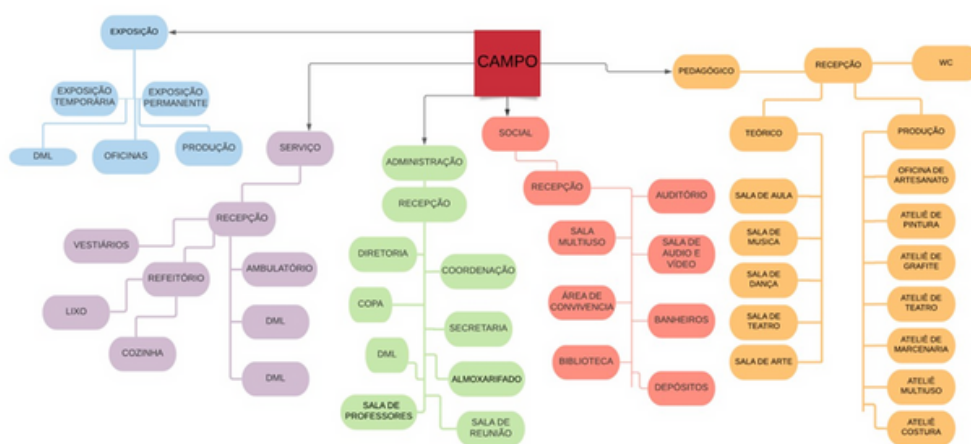 CAMPO
EXPOSIÇÃO
EXPOSIÇÃO
TEMPORÁRIA
EXPOSIÇÃO
PERMANENTE
DML
OFICINAS
PRODUÇÃO
SERVIÇO
RECEPÇÃO
VESTIÁRIOS
REFEITÓRIO
AMBULATÓRIO
LIXO
DML
COZINHA
DML
ADMINISTRAÇÃO
RECEPÇÃO
DIRETORIA
COORDENAÇÃO
COPA
SECRETARIA
DML
ALMOXARIFADO
SALA DE
PROFESSORES
SALA DE
REUNIÃO
SOCIAL
RECEPÇÃO
AUDITÓRIO
SALA
MULTIUSO
SALA DE
AUDIO E
VÍDEO
ÁREA DE
CONVIVENCIA
BANHEIROS
BIBLIOTECA
DEPÓSITOS
PEDAGÓGICO
RECEPÇÃO
WC
TEÓRICO
SALA DE AULA
SALA DE
MUSICA
SALA DE
DANÇA
SALA DE
TEATRO
SALA DE ARTE
PRODUÇÃO
OFICINA DE
ARTESANATO
ATELIÊ DE
PINTURA
ATELIÊ DE
GRAFITE
ATELIÊ DE
TEATRO
ATELIÊ DE
MARCENARIA
ATELIÊ
MULTIUSO
ATELIÊ
COSTURA